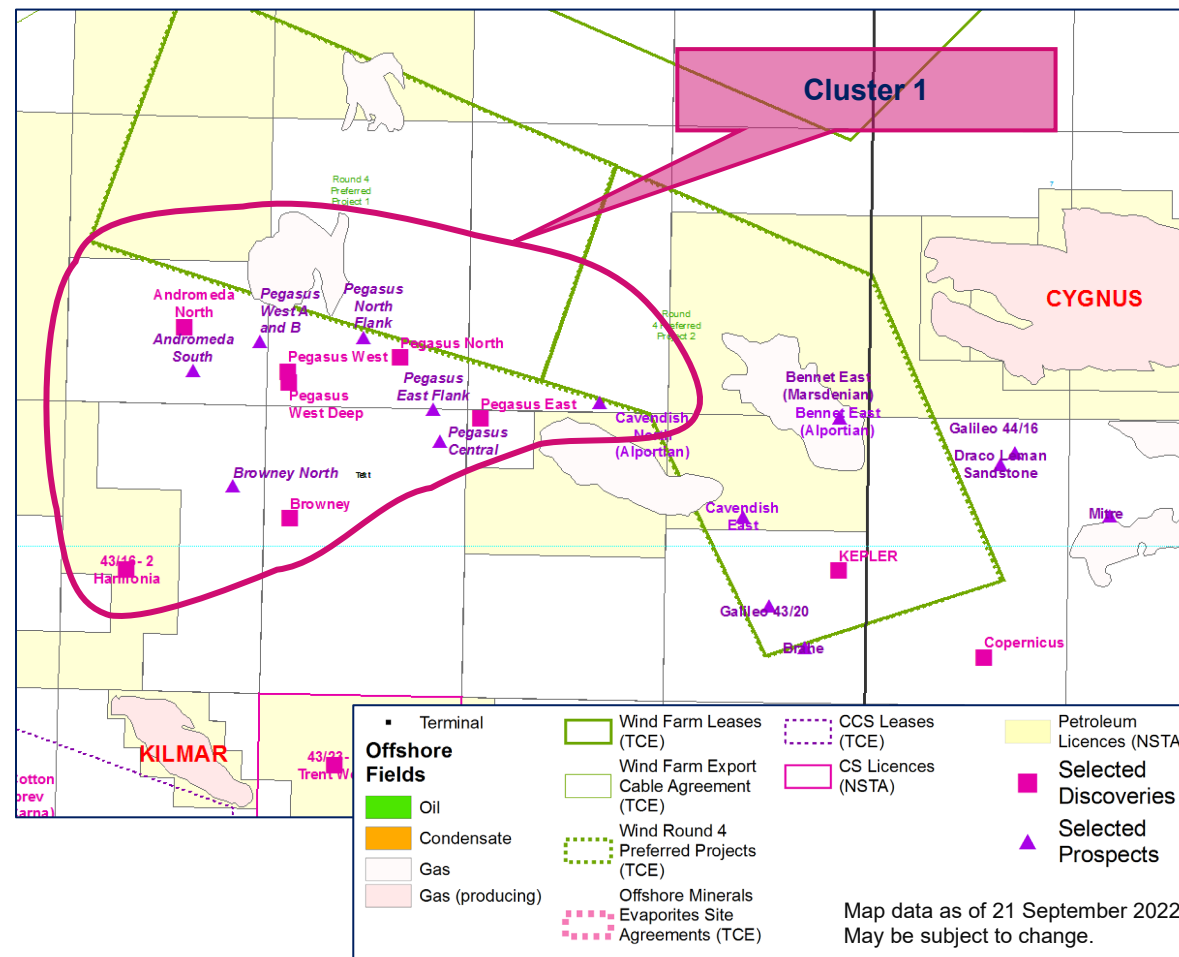 Cluster 1
Round 4
Preferred
Project 1
7
Andromeda
North
Pegasus
West A
and B
Pegasus
North
Flank
CYGNUS
Round
4 Preferred
Project 2
Andromeda
South
Pegasus West
Pegasus North
Pegasus
West Deep
Pegasus
East Flank
Bennet East
(Marsdenian)
Bennet East
(Alportian)
Pegasus East
Cavendish
North
(Alportian)
Pegasus
Central
Galileo 44/16
Draco Leman
Sandstone
Browney North
Browney
Cavendish
East
Mitre
43/16- 2
Harmonia
KEPLER
Galileo 43/20
Brahe
Copernicus
KILMAR
43/23-
Trent We
otton
prev
arna)
Terminal
Offshore
Fields
Oil
Condensate
Gas
Gas (producing)
Wind Farm Leases
(TCE)
Wind Farm Export
Cable Agreement
(TCE)
Wind Round 4
Preferred Projects
(TCE)
Offshore Minerals
Evaporites Site
Agreements (TCE)
CCS Leases
(TCE)
CS Licences
(NSTA)
Petroleum
Licences (NSTA
Selected
Discoveries
Selected
Prospects
Map data as of 21 September 2022
May be subject to change.